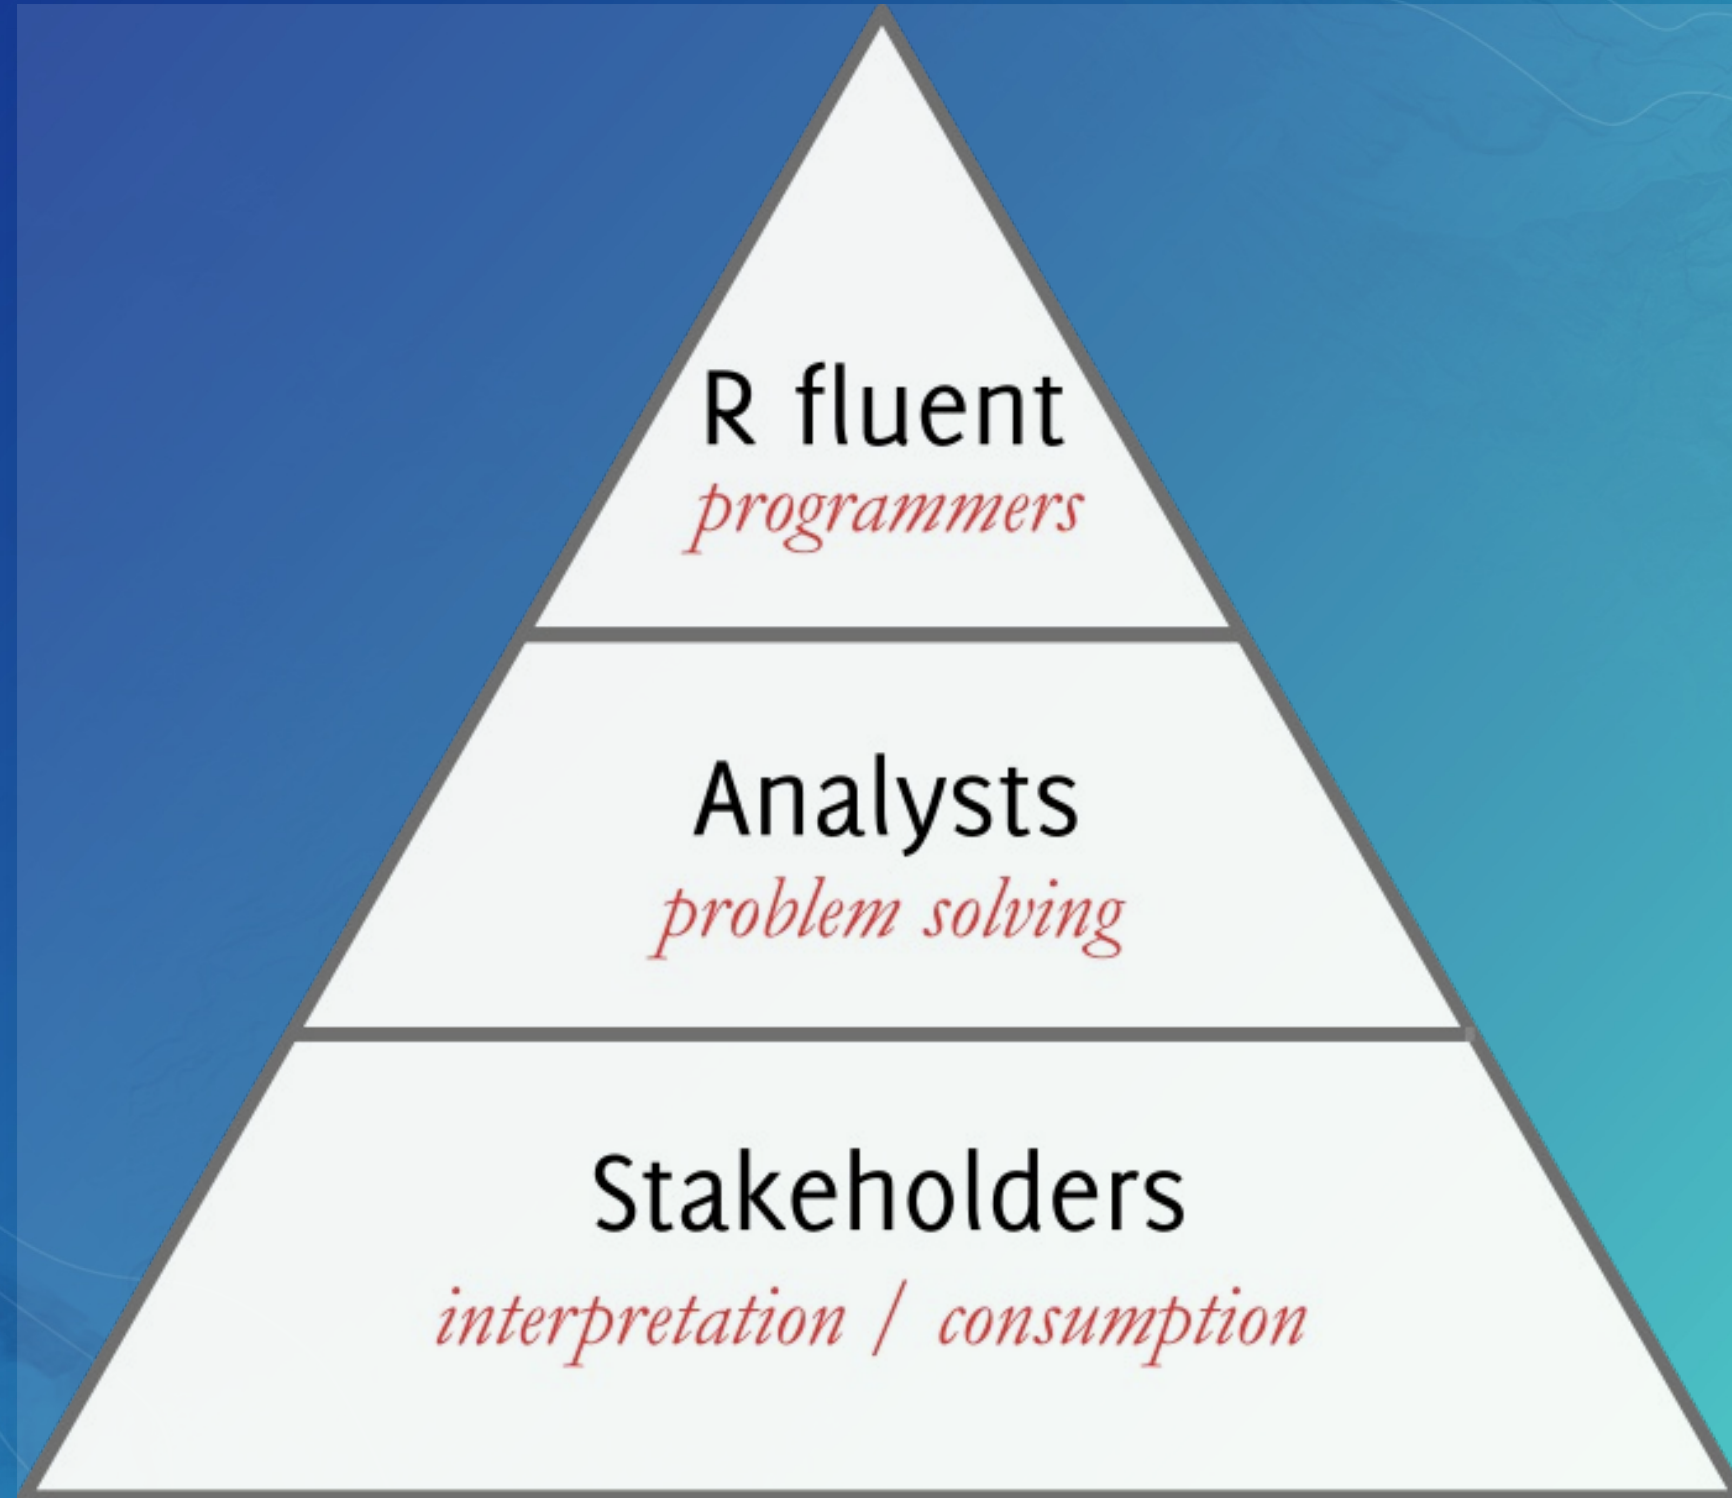 R fluent
programmers
Analysts
problem solving
Stakeholders
interpretation / consumption